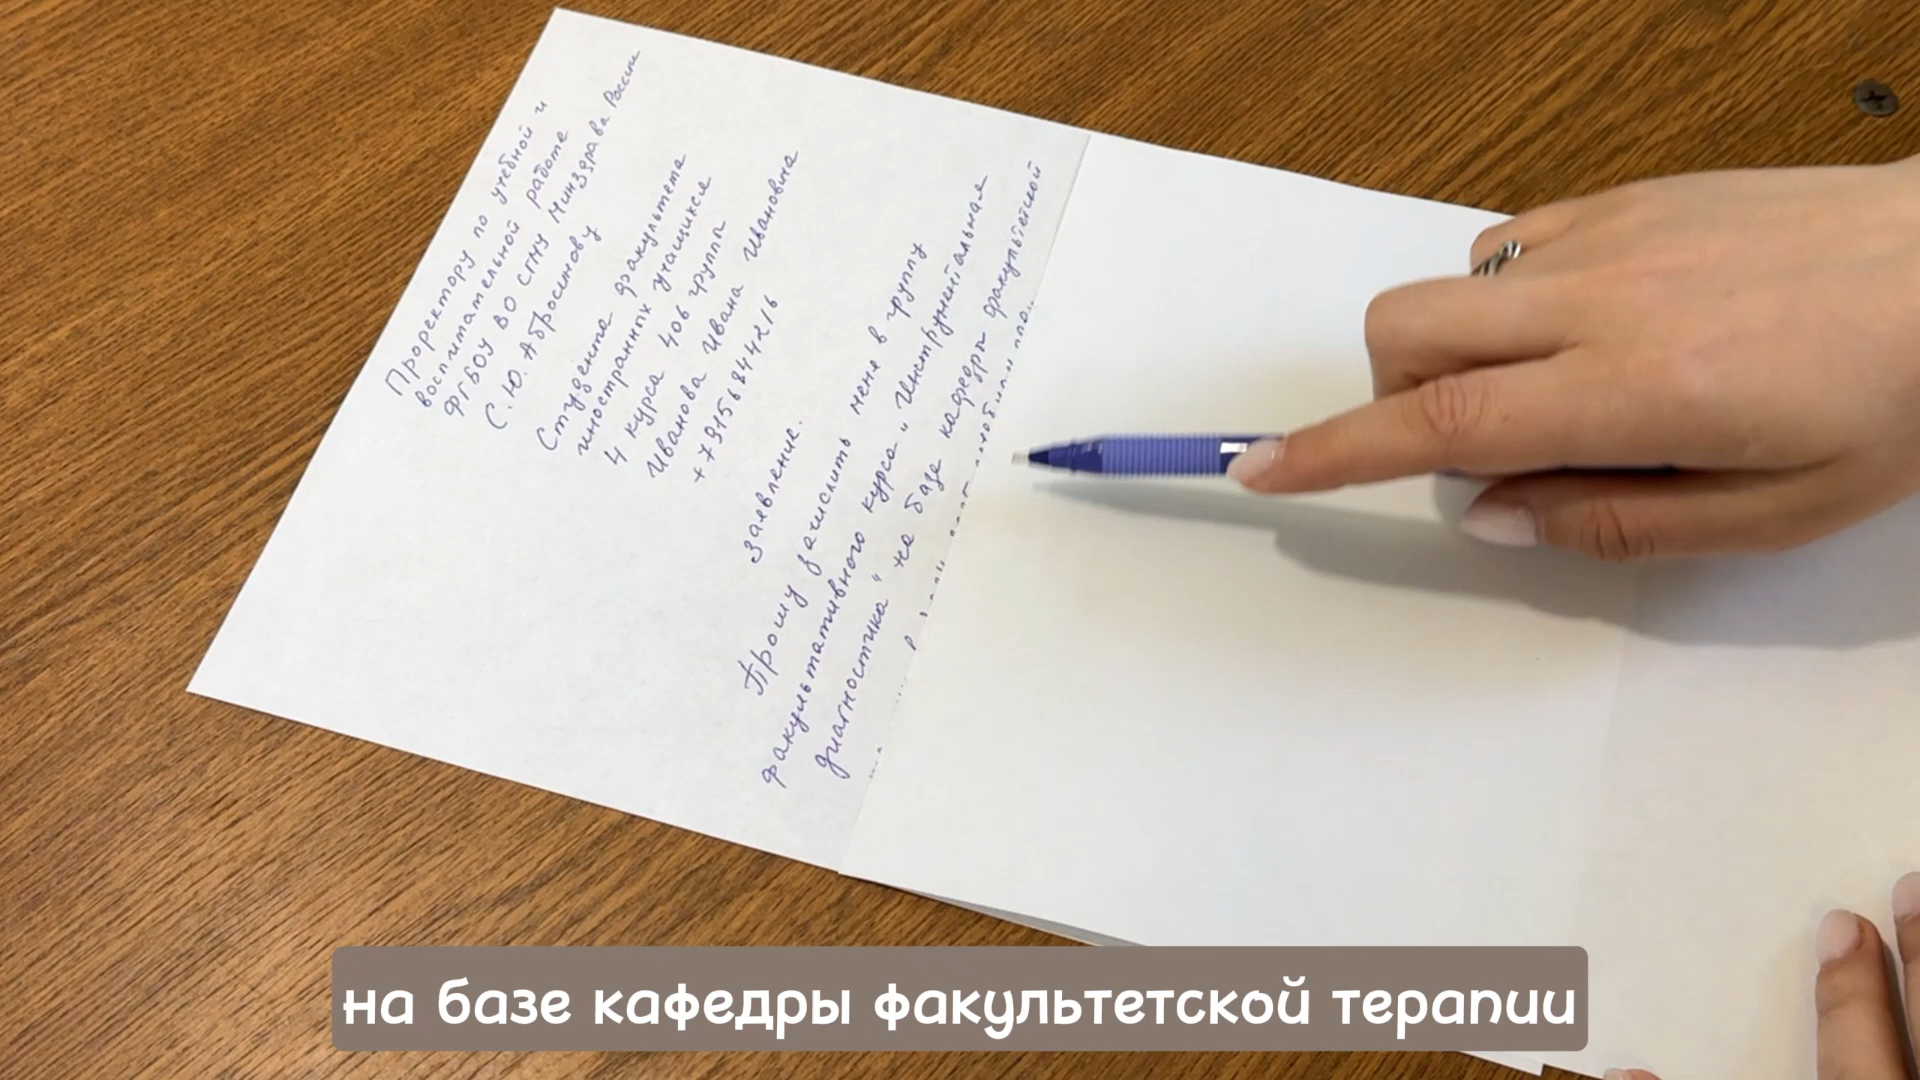 Проректору по учебной и
воспитательной работе
ФГБОУ ВО СГМУ Минздрава России
С.Ю. Абросимову
Студента факультета
иностранных учащихся
4 курса 406 группы
Иванова Ивана Ивановича
+79156844216
Заявление.
Прошу зачислить меня в группу
факультативного курса „Инструментальная
диагностика" на базе кафедры факультетской
на базе кафедры факультетской терапии